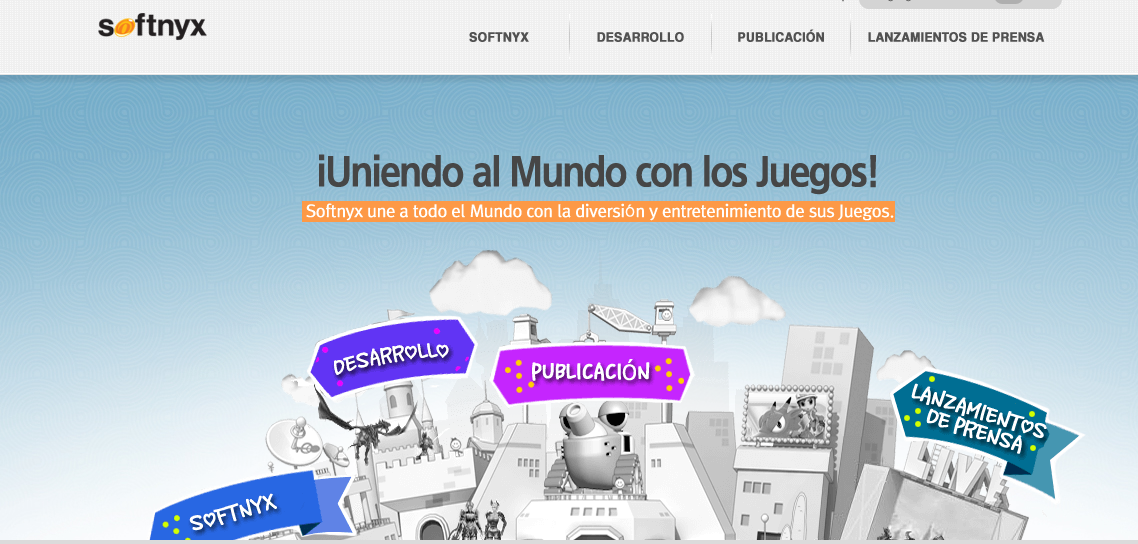 softnyx
SOFTNYX
DESARROLLO
PUBLICACIÓN
LANZAMIENTOS DE PRENSA
¡Uniendo al Mundo con los Juegos!
Softnyx une a todo el Mundo con la diversión y entretenimiento de sus Juegos.
DESARROLLO
PUBLICACIÓN
LANZAMIENTOS
DE PRENSA
SOFTNYX